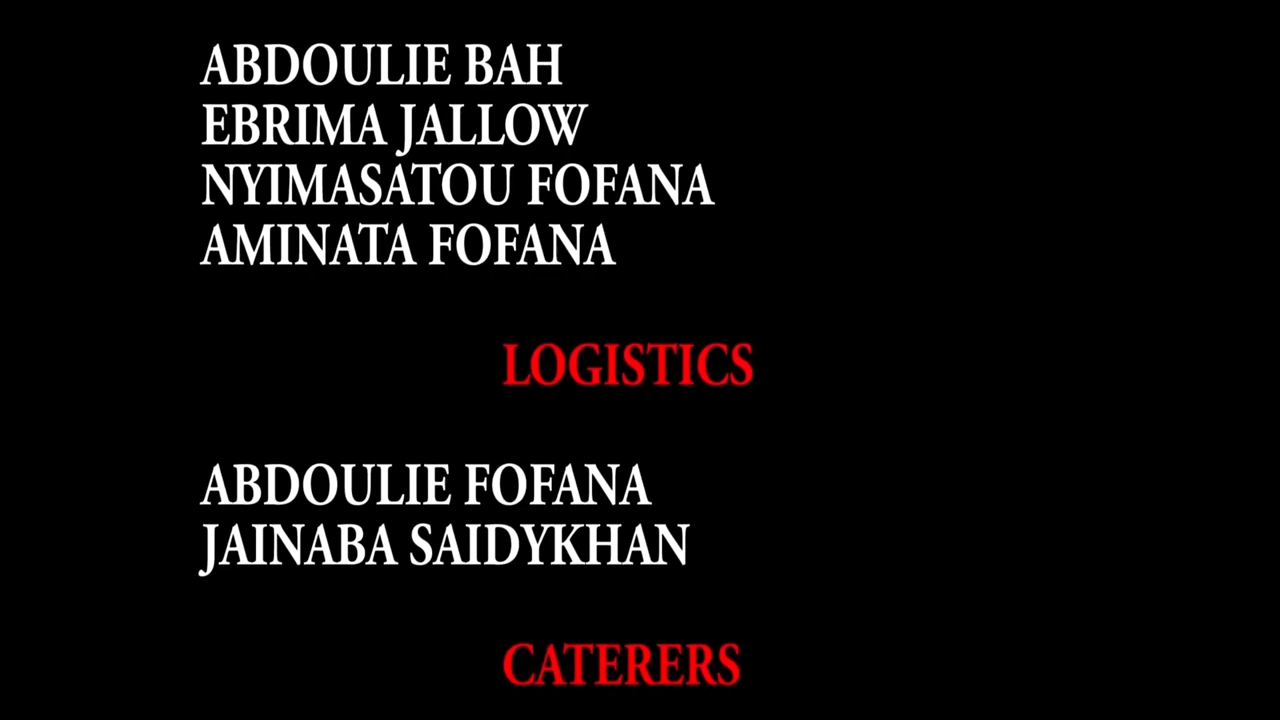 ABDOULIE BAH
EBRIMA JALLOW
NYIMASATOU FOFANA
AMINATA FOFANA
LOGISTICS
ABDOULIE FOFANA
JAINABA SAIDYKHAN
CATERERS